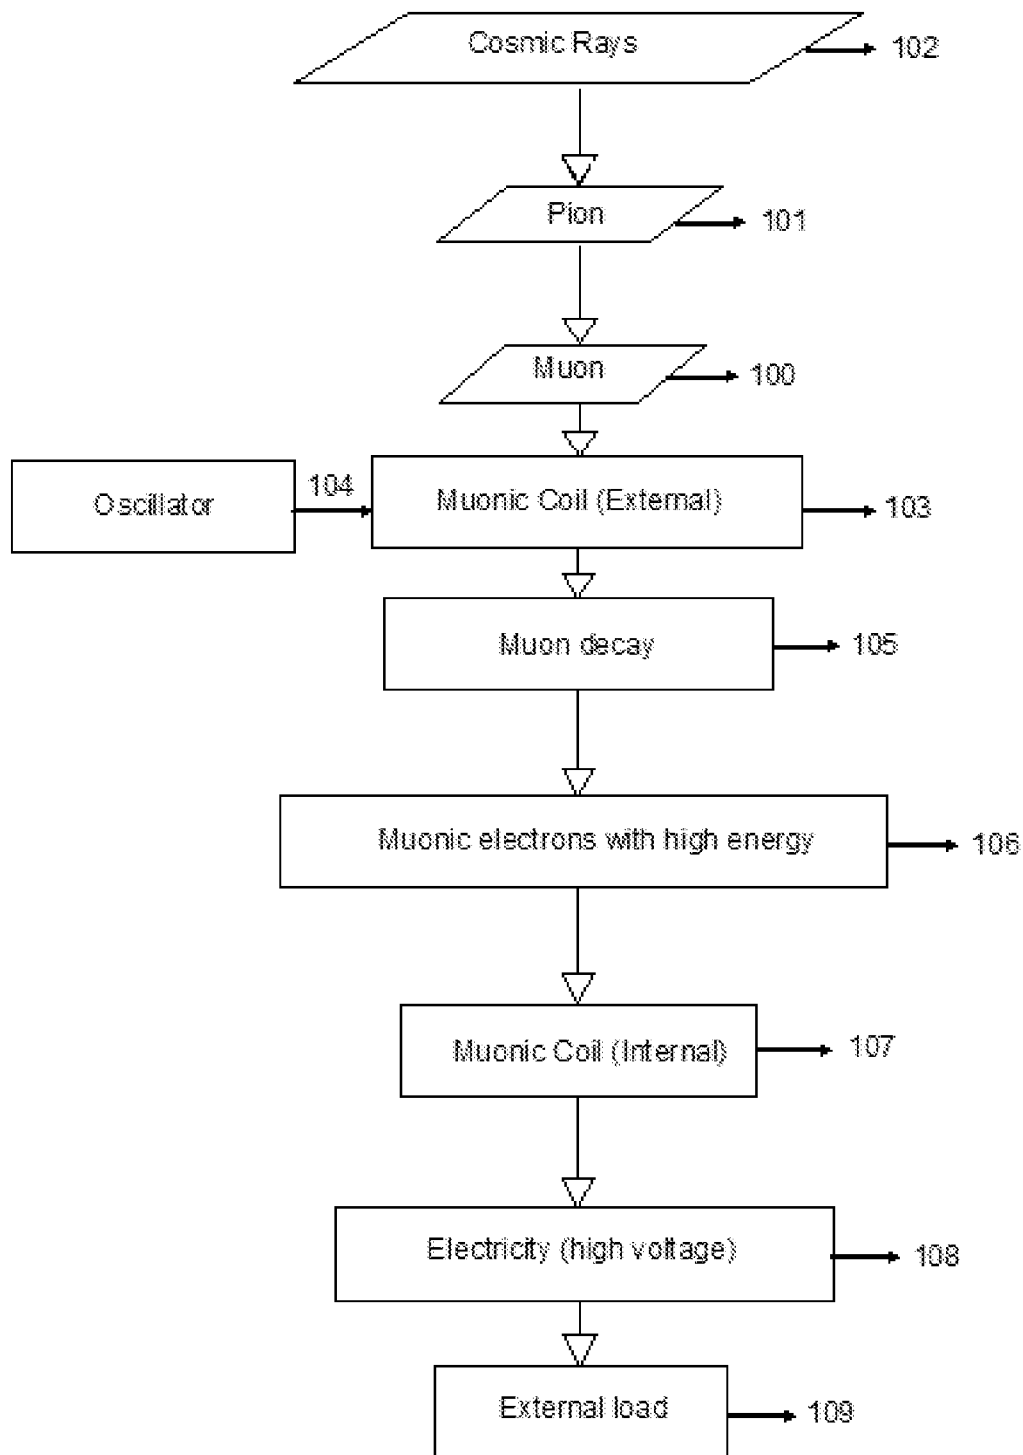 Cosmic Rays
102
Pion
101
Muon
100
Oscillator
104
Muonic Coil (External)
103
Muon decay
105
Muonic electrons with high energy
106
Muonic Coil (Internal)
107
Electricity (high voltage)
108
External load
109